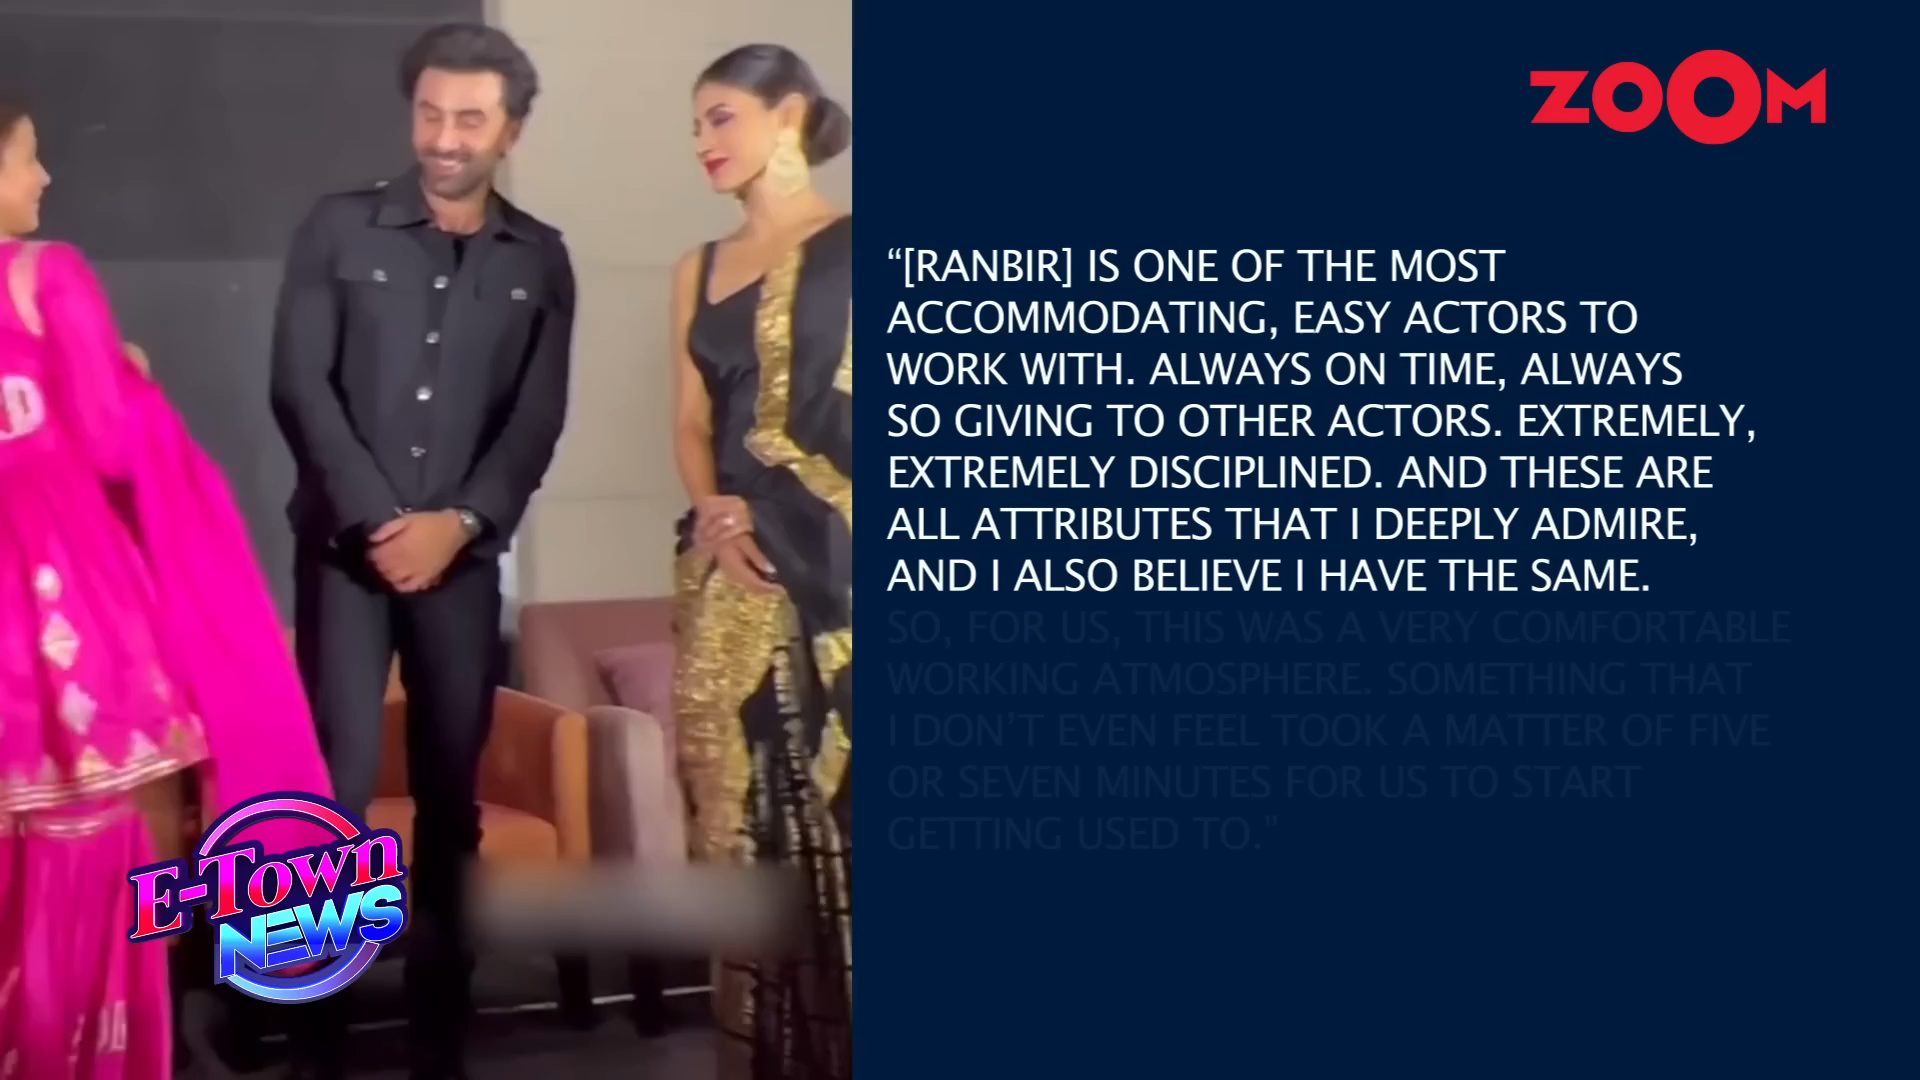 ZOOM
“[RANBIR] IS ONE OF THE MOST
ACCOMMODATING, EASY ACTORS TO
WORK WITH. ALWAYS ON TIME, ALWAYS
SO GIVING TO OTHER ACTORS. EXTREMELY,
EXTREMELY DISCIPLINED. AND THESE ARE
ALL ATTRIBUTES THAT I DEEPLY ADMIRE,
AND I ALSO BELIEVE I HAVE THE SAME.
SO, FOR US, THIS WAS A VERY COMFORTABLE
WORKING ATMOSPHERE. SOMETHING THAT
I DON’T EVEN FEEL TOOK A MATTER OF FIVE
OR SEVEN MINUTES FOR US TO START
GETTING USED TO.”
E-Town
NEWS